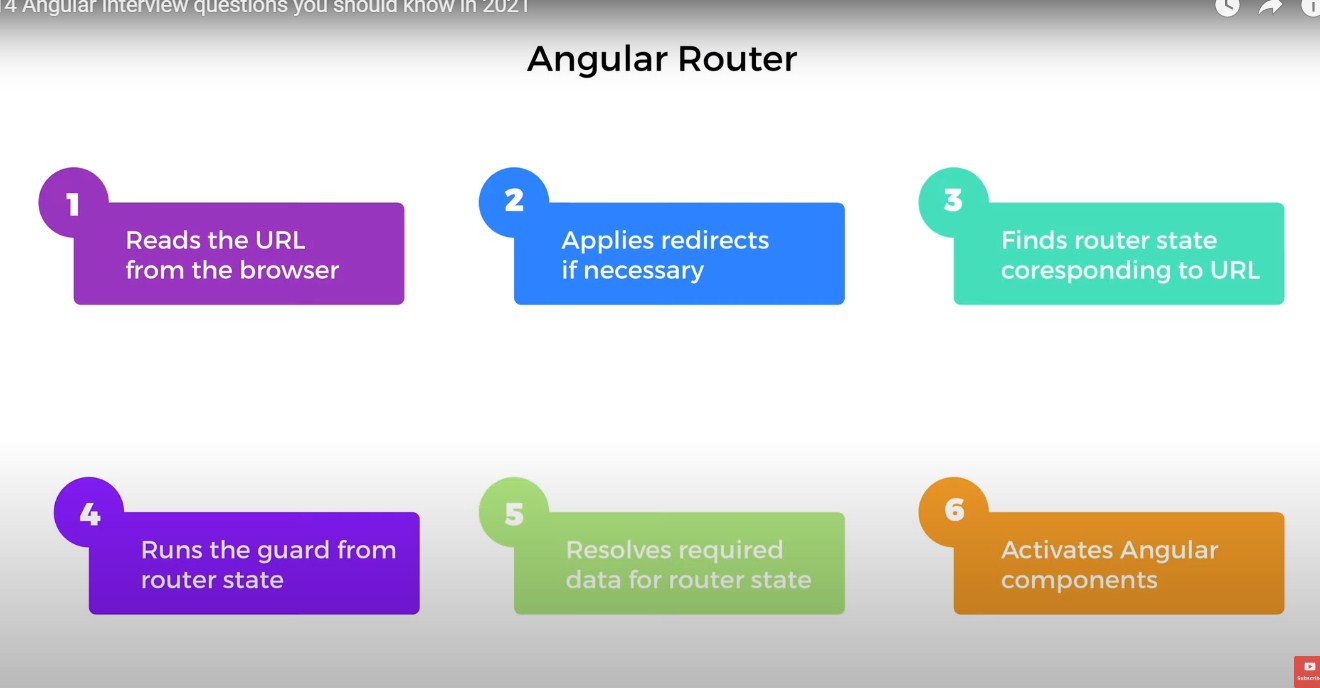 14 Angular interview questions you should know in 2021
Angular Router
1
Reads the URL
from the browser
2
Applies redirects
if necessary
3
Finds router state
coresponding to URL
4
Runs the guard from
router state
5
Resolves required
data for router state
6
Activates Angular
components